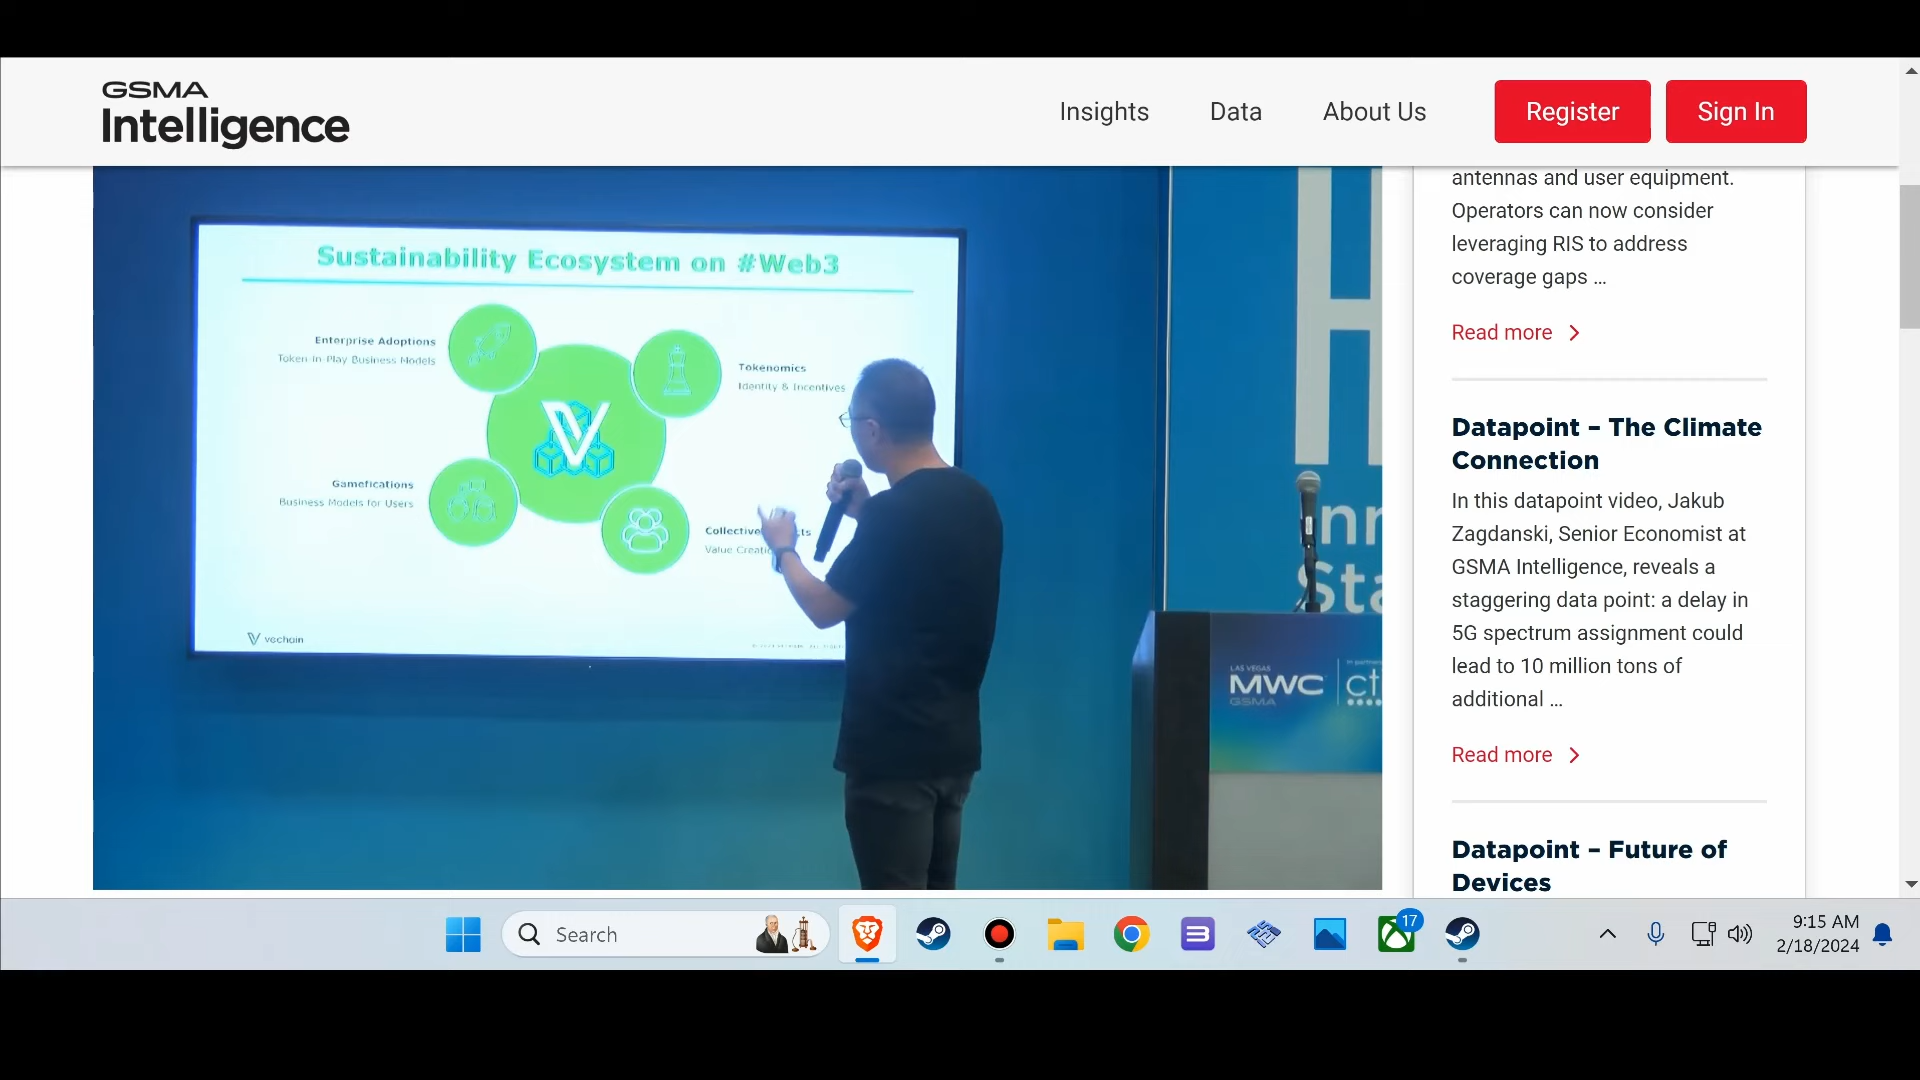 GSMA
Intelligence
Insights
Data
About Us
Register
Sign In
Sustainability Ecosystem on #Web3
Enterprise Adoptions
Token-In-Play Business Models
Tokenomics
Identity & Incentives
Gamefications
Business Models for Users
Collective
Value
vechain
LAS VEGAS
MWC
GSMA
antennas and user equipment.
Operators can now consider
leveraging RIS to address
coverage gaps ...
Read more
Datapoint – The Climate
Connection
In this datapoint video, Jakub
Zagdanski, Senior Economist at
GSMA Intelligence, reveals a
staggering data point: a delay in
5G spectrum assignment could
lead to 10 million tons of
additional ...
Read more
Datapoint – Future of
Devices
Search
17
9:15 AM
2/18/2024